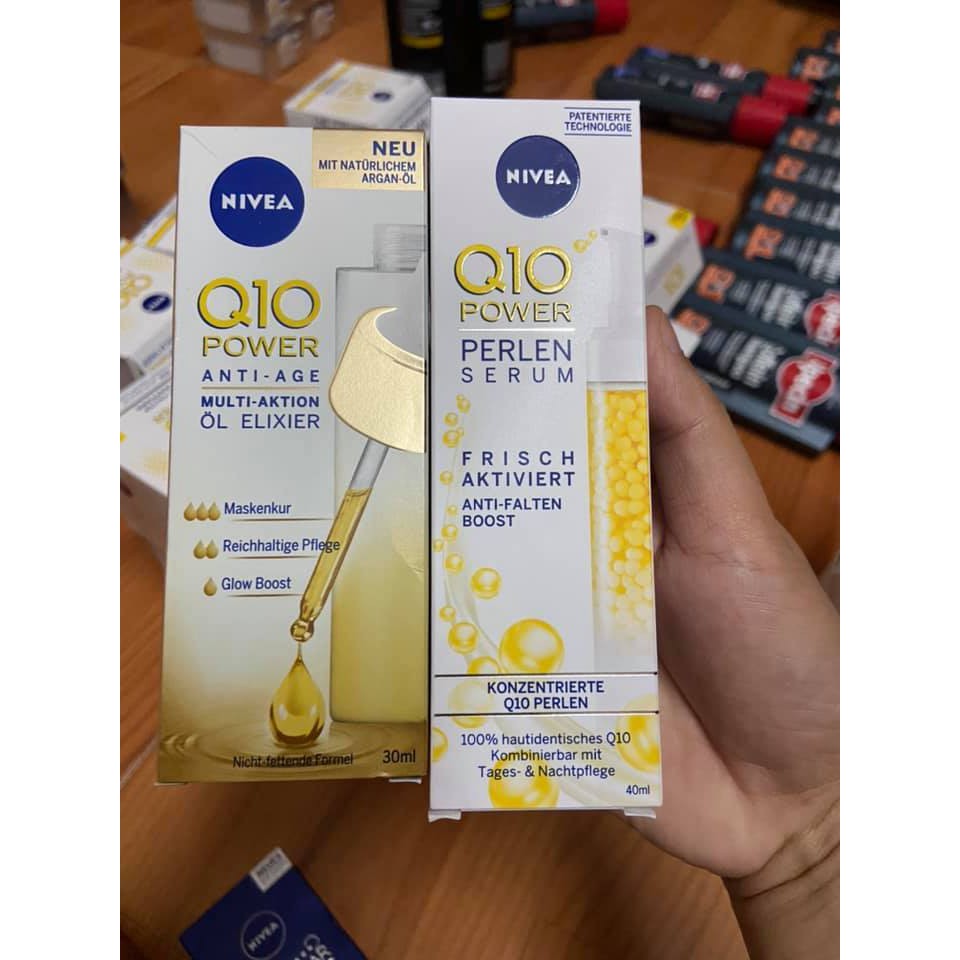 NEU
MIT NATÜRLICHEM
ARGAN-ÖL
NIVEA
Q10
POWER
ANTI-AGE
MULTI-AKTION
ÖL ELIXIER
Maskenkur
Reichhaltige Pflege
Glow Boost
Nicht-fettende Formel
30ml
PATENTIERTE
TECHNOLOGIE
NIVEA
Q10
POWER
PERLEN
SERUM
FRISCH
AKTIVIERT
ANTI-FALTEN
BOOST
KONZENTRIERTE
Q10 PERLEN
100% hautidentisches Q10
Kombinierbar mit
Tages- & Nachtpflege
40ml
NIVEA